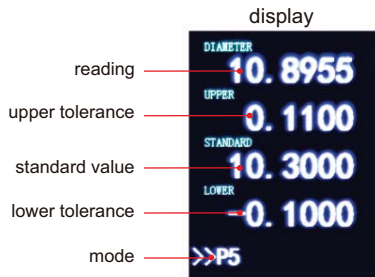 display
DIAMETER
reading
10.8955
UPPER
upper tolerance
0.1100
STANDARD
standard value
10.3000
LOWER
lower tolerance
-0.1000
mode
>>P5